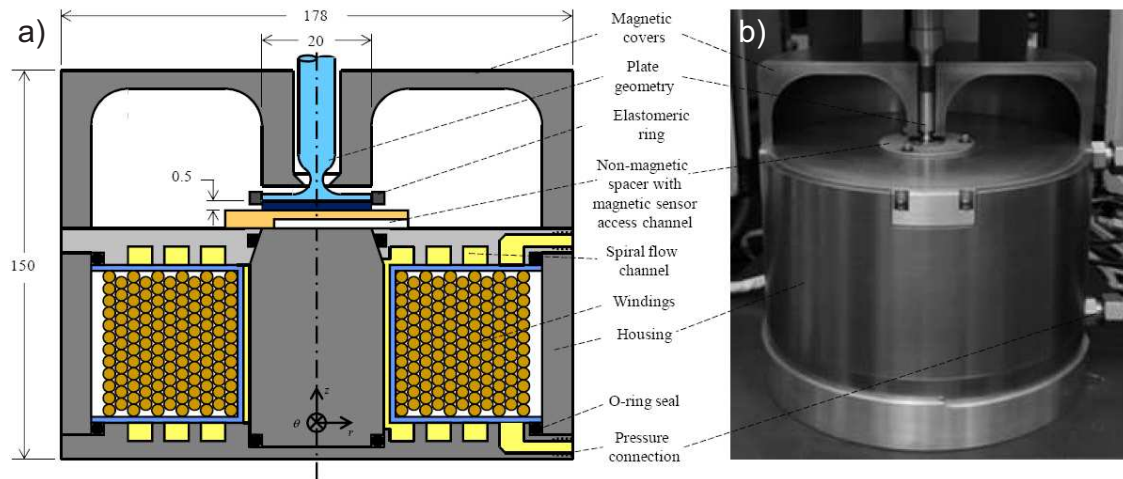 a)
178
20
0.5
150
z
θ
r
Magnetic
covers
Plate
geometry
Elastomeric
ring
Non-magnetic
spacer with
magnetic sensor
access channel
Spiral flow
channel
Windings
Housing
O-ring seal
Pressure
connection
b)